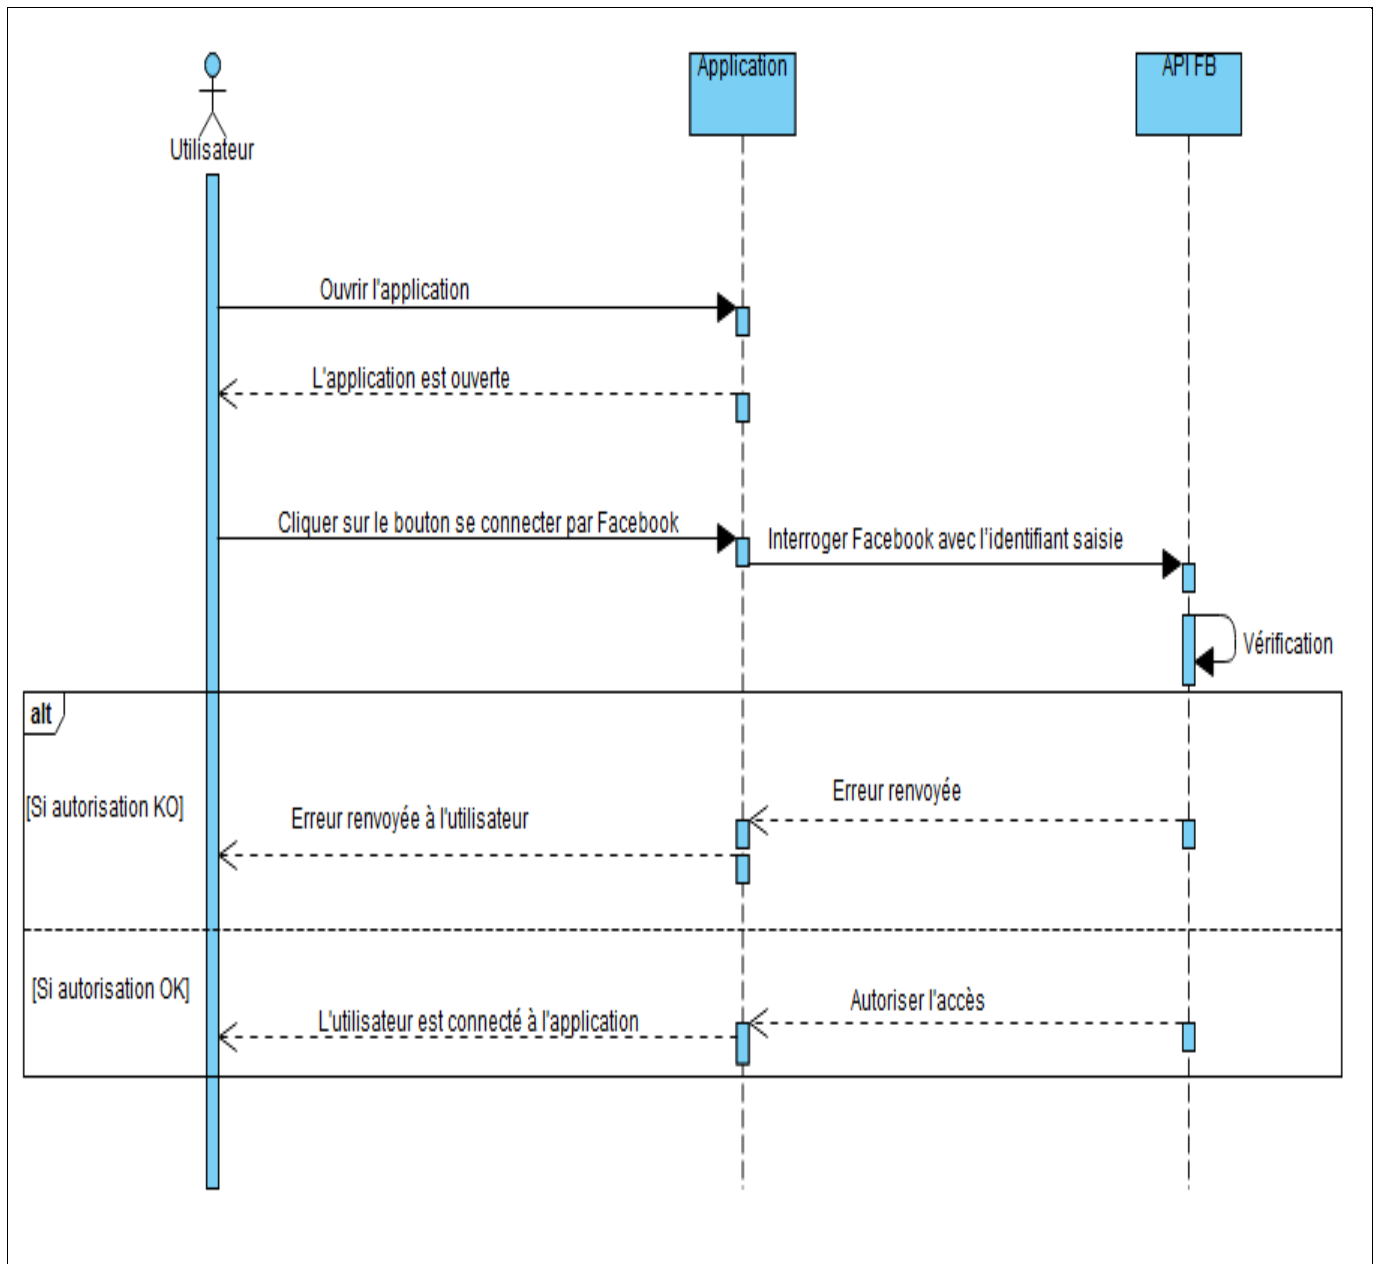 Application
API FB
Utilisateur
Ouvrir l'application
L'application est ouverte
Cliquer sur le bouton se connecter par Facebook
Interroger Facebook avec l'identifiant saisie
Vérification
alt
[Si autorisation KO]
Erreur renvoyée
Erreur renvoyée à l'utilisateur
[Si autorisation OK]
Autoriser l'accès
L'utilisateur est connecté à l'application